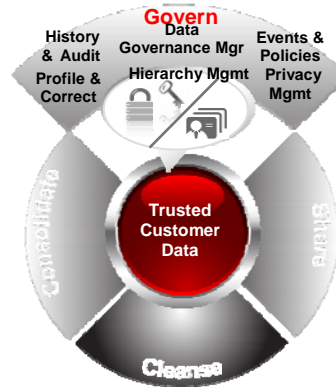 Govern
History
& Audit
Profile &
Correct
Data
Governance Mgr
Hierarchy Mgmt
Events &
Policies
Privacy
Mgmt
Consolidate
Trusted
Customer
Data
Share
Cleanse